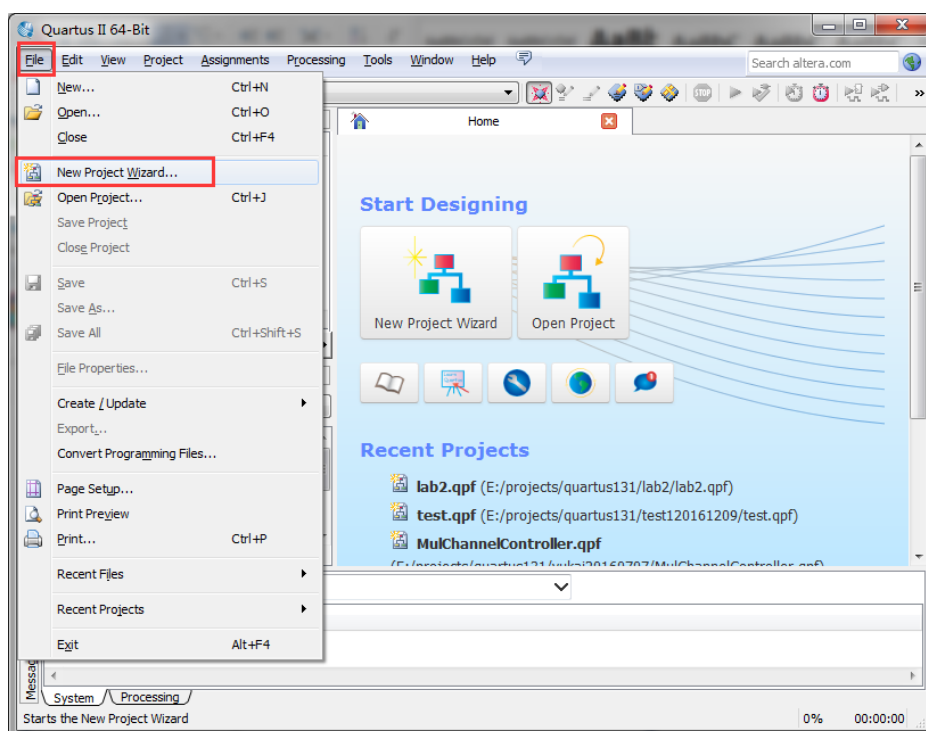 Quartus II 64-Bit
File Edit View Project Assignments Processing Tools Window Help Search altera.com
New... Ctrl+N
Open... Ctrl+O
Close Ctrl+F4
New Project Wizard...
Open Project... Ctrl+J
Save Project
Close Project
Save Ctrl+S
Save As...
Save All Ctrl+Shift+S
File Properties...
Create / Update
Export...
Convert Programming Files...
Page Setup...
Print Preview
Print... Ctrl+P
Recent Files
Recent Projects
Exit Alt+F4
STOP
»
Home
Start Designing
New Project Wizard Open Project
Recent Projects
lab2.qpf (E:/projects/quartus131/lab2/lab2.qpf)
test.qpf (E:/projects/quartus131/test120161209/test.qpf)
MulChannelController.qpf
Messag
System Processing
Starts the New Project Wizard 0% 00:00:00